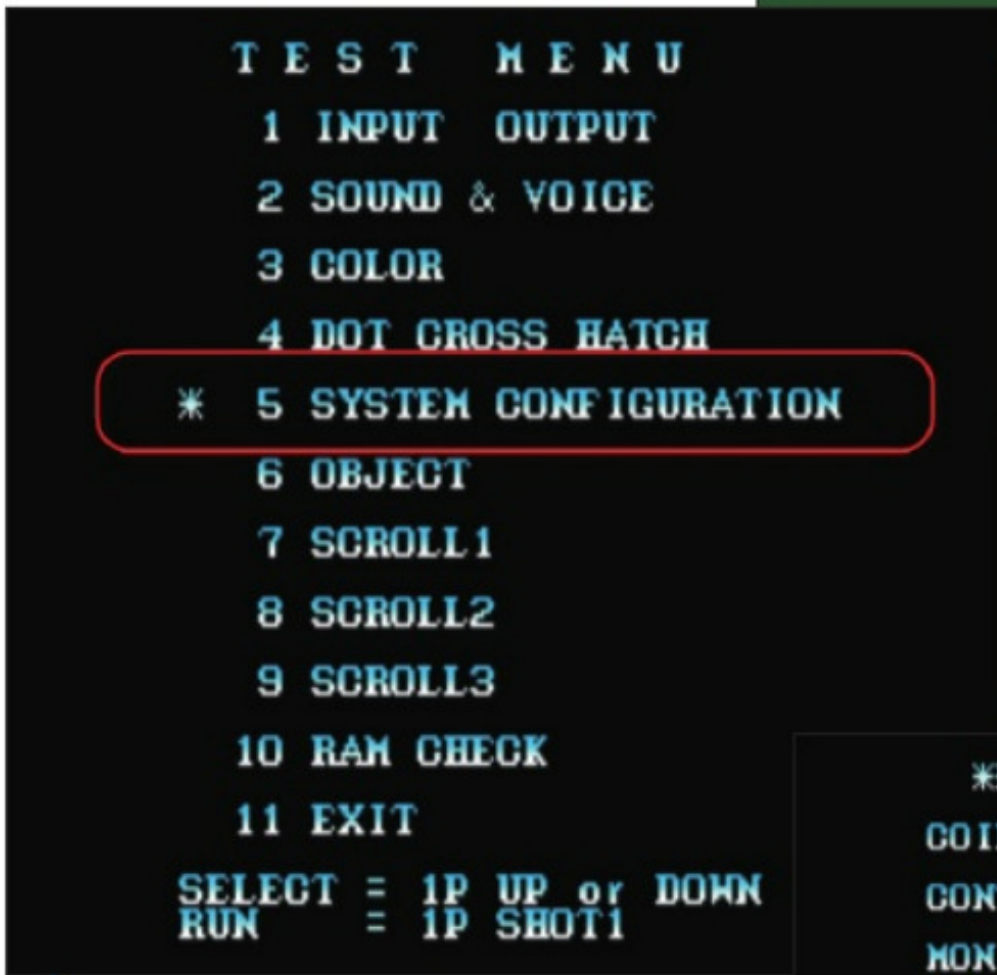 TEST MENU
1 INPUT OUTPUT
2 SOUND & VOICE
3 COLOR
4 DOT CROSS HATCH
* 5 SYSTEM CONFIGURATION
6 OBJECT
7 SCROLL1
8 SCROLL2
9 SCROLL3
10 RAM CHECK
11 EXIT
SELECT = 1P UP or DOWN
RUN = 1P SHOT1
*
CON
MON